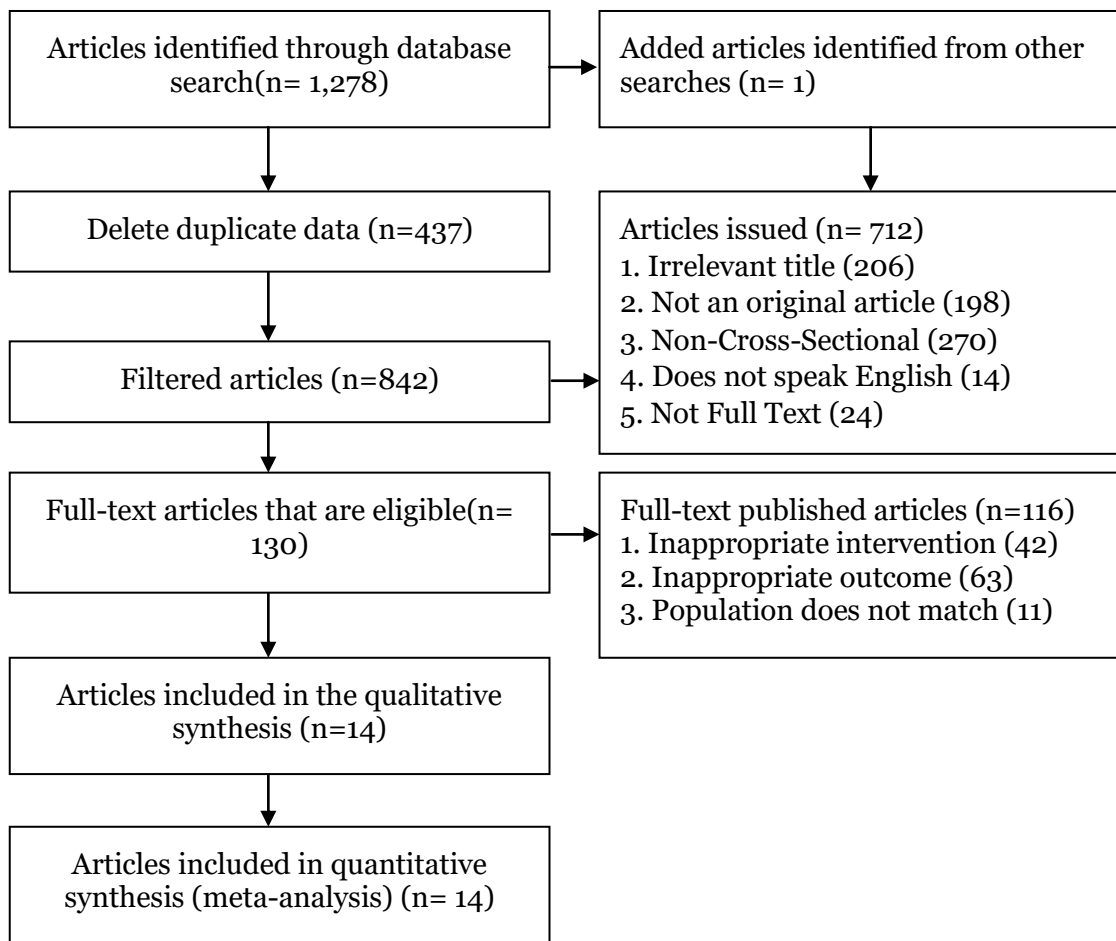 Articles identified through database
search(n= 1,278)
Added articles identified from other
searches (n= 1)
Delete duplicate data (n=437)
Articles issued (n= 712)
1. Irrelevant title (206)
2. Not an original article (198)
3. Non-Cross-Sectional (270)
4. Does not speak English (14)
5. Not Full Text (24)
Filtered articles (n=842)
Full-text articles that are eligible(n=
130)
Full-text published articles (n=116)
1. Inappropriate intervention (42)
2. Inappropriate outcome (63)
3. Population does not match (11)
Articles included in the qualitative
synthesis (n=14)
Articles included in quantitative
synthesis (meta-analysis) (n= 14)